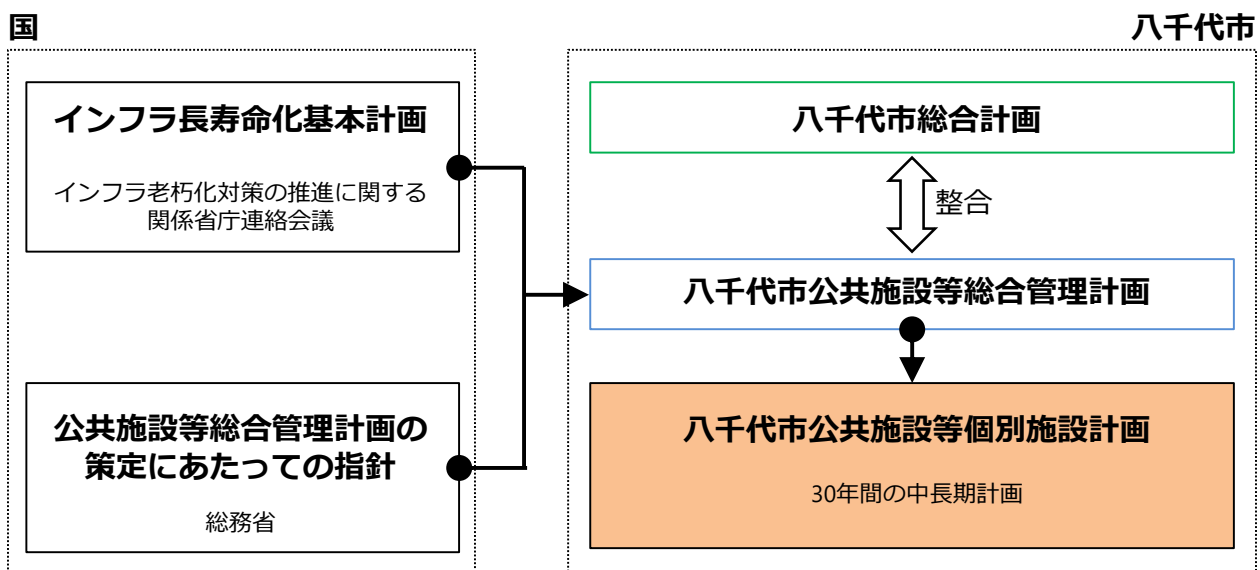 国
インフラ長寿命化基本計画
インフラ老朽化対策の推進に関する
関係省庁連絡会議
公共施設等総合管理計画の
策定にあたっての指針
総務省
八千代市
八千代市総合計画
整合
八千代市公共施設等総合管理計画
八千代市公共施設等個別施設計画
30年間の中長期計画